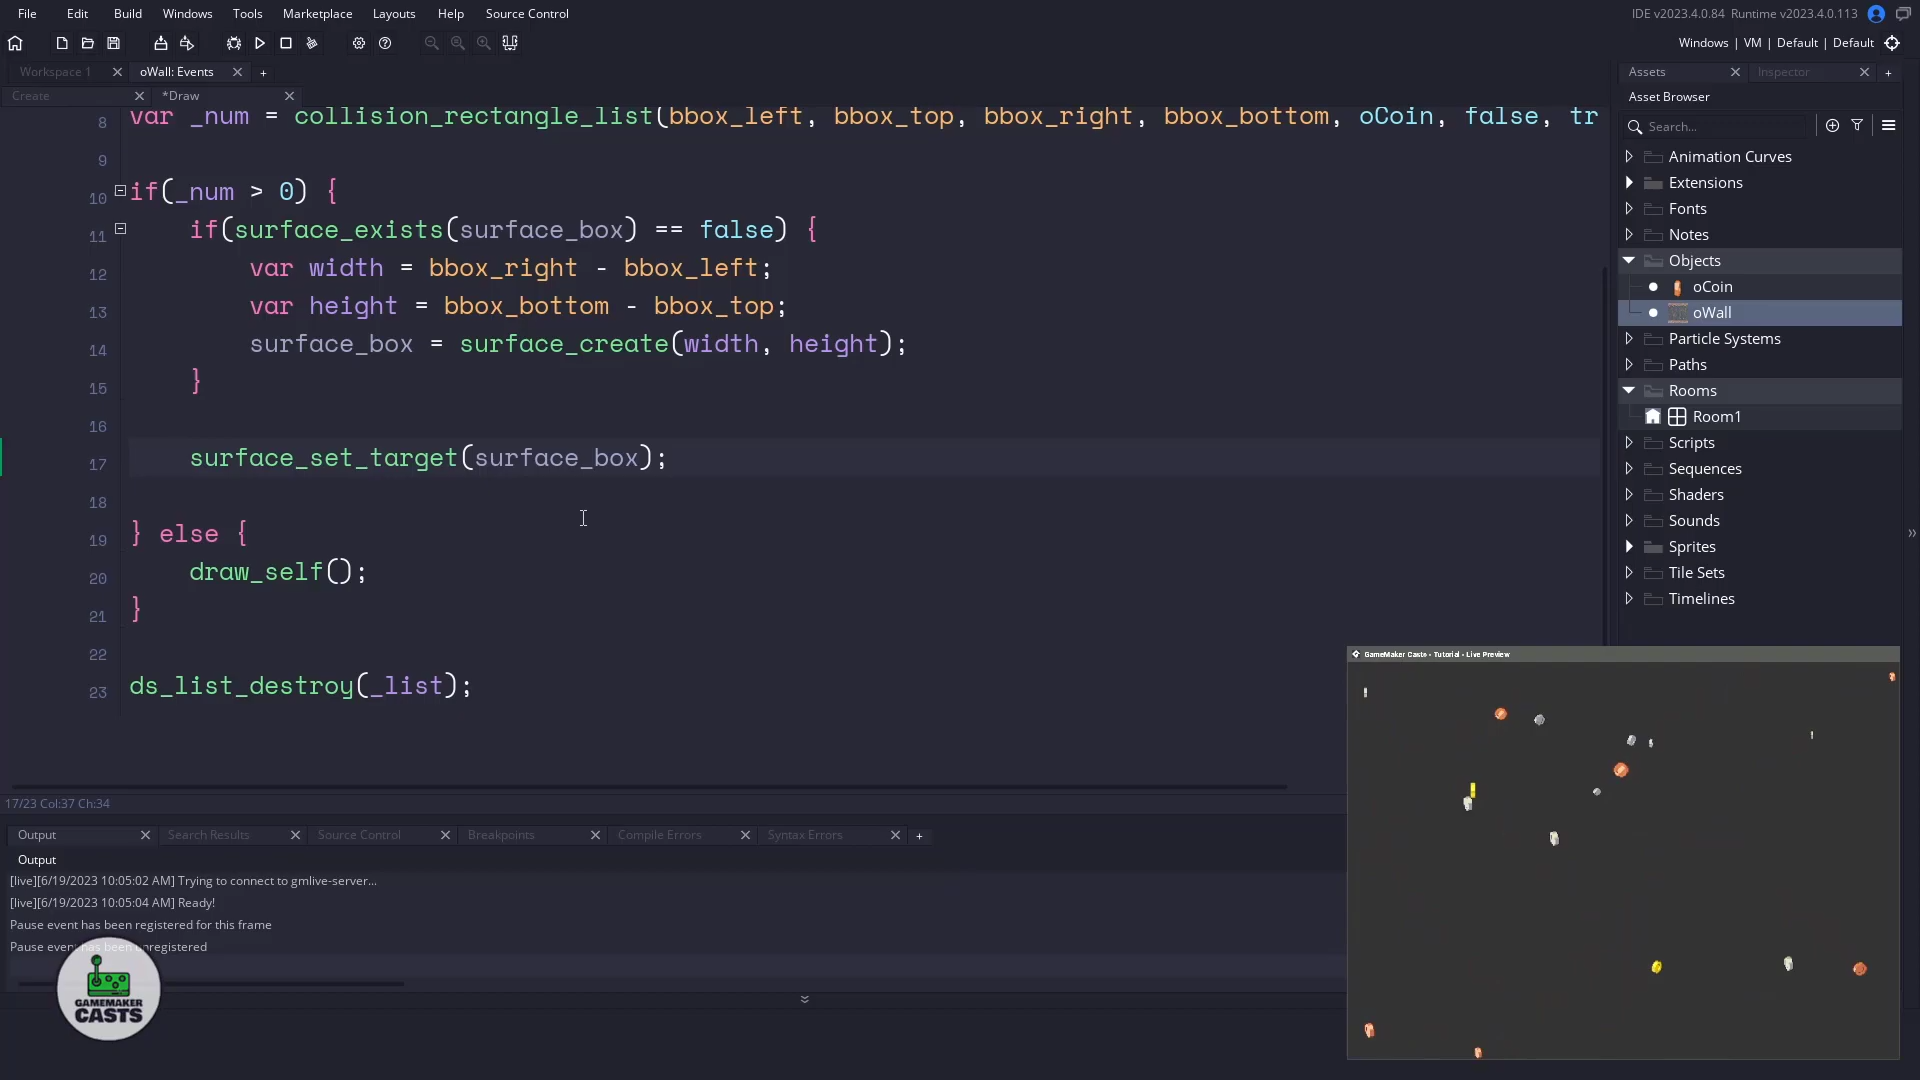 File Edit Build Windows Tools Marketplace Layouts Help Source Control
IDE v2023.4.0.84 Runtime v2023.4.0.113
Windows | VM | Default | Default
Workspace 1 oWall: Events
Create *Draw
8 var _num = collision_rectangle_list(bbox_left, bbox_top, bbox_right, bbox_bottom, oCoin, false, tr
9
10 if(_num > 0) {
11 if(surface_exists(surface_box) == false) {
12 var width = bbox_right - bbox_left;
13 var height = bbox_bottom - bbox_top;
14 surface_box = surface_create(width, height);
15 }
16
17 surface_set_target(surface_box);
18
19 } else {
20 draw_self();
21 }
22
23 ds_list_destroy(_list);
17/23 Col:37 Ch:34
Output Search Results Source Control Breakpoints Compile Errors Syntax Errors
Output
[live][6/19/2023 10:05:02 AM] Trying to connect to gmlive-server...
[live][6/19/2023 10:05:04 AM] Ready!
Pause event has been registered for this frame
Pause event has been unregistered
GAMEMAKER
CASTS
Assets Inspector
Asset Browser
Search...
Animation Curves
Extensions
Fonts
Notes
Objects
oCoin
oWall
Particle Systems
Paths
Rooms
Room1
Scripts
Sequences
Shaders
Sounds
Sprites
Tile Sets
Timelines
GameMaker Casts - Tutorial - Live Preview